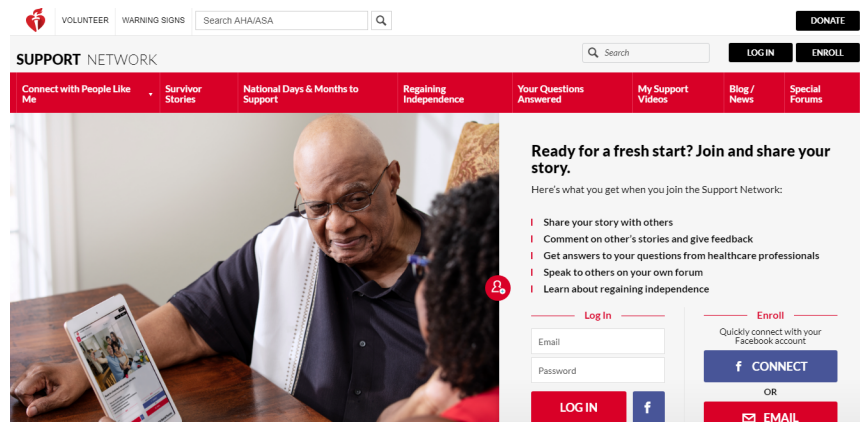 VOLUNTEER
WARNING SIGNS
Search AHA/ASA
DONATE
SUPPORT NETWORK
Search
LOG IN
ENROLL
Connect with People Like
Me
Survivor
Stories
National Days & Months to
Support
Regaining
Independence
Your Questions
Answered
My Support
Videos
Blog /
News
Special
Forums
Ready for a fresh start? Join and share your
story.
Here's what you get when you join the Support Network:
Share your story with others
Comment on other's stories and give feedback
Get answers to your questions from healthcare professionals
Speak to others on your own forum
Learn about regaining independence
Log In
Email
Password
LOG IN
f
Enroll
Quickly connect with your
Facebook account
f CONNECT
OR
EMAIL